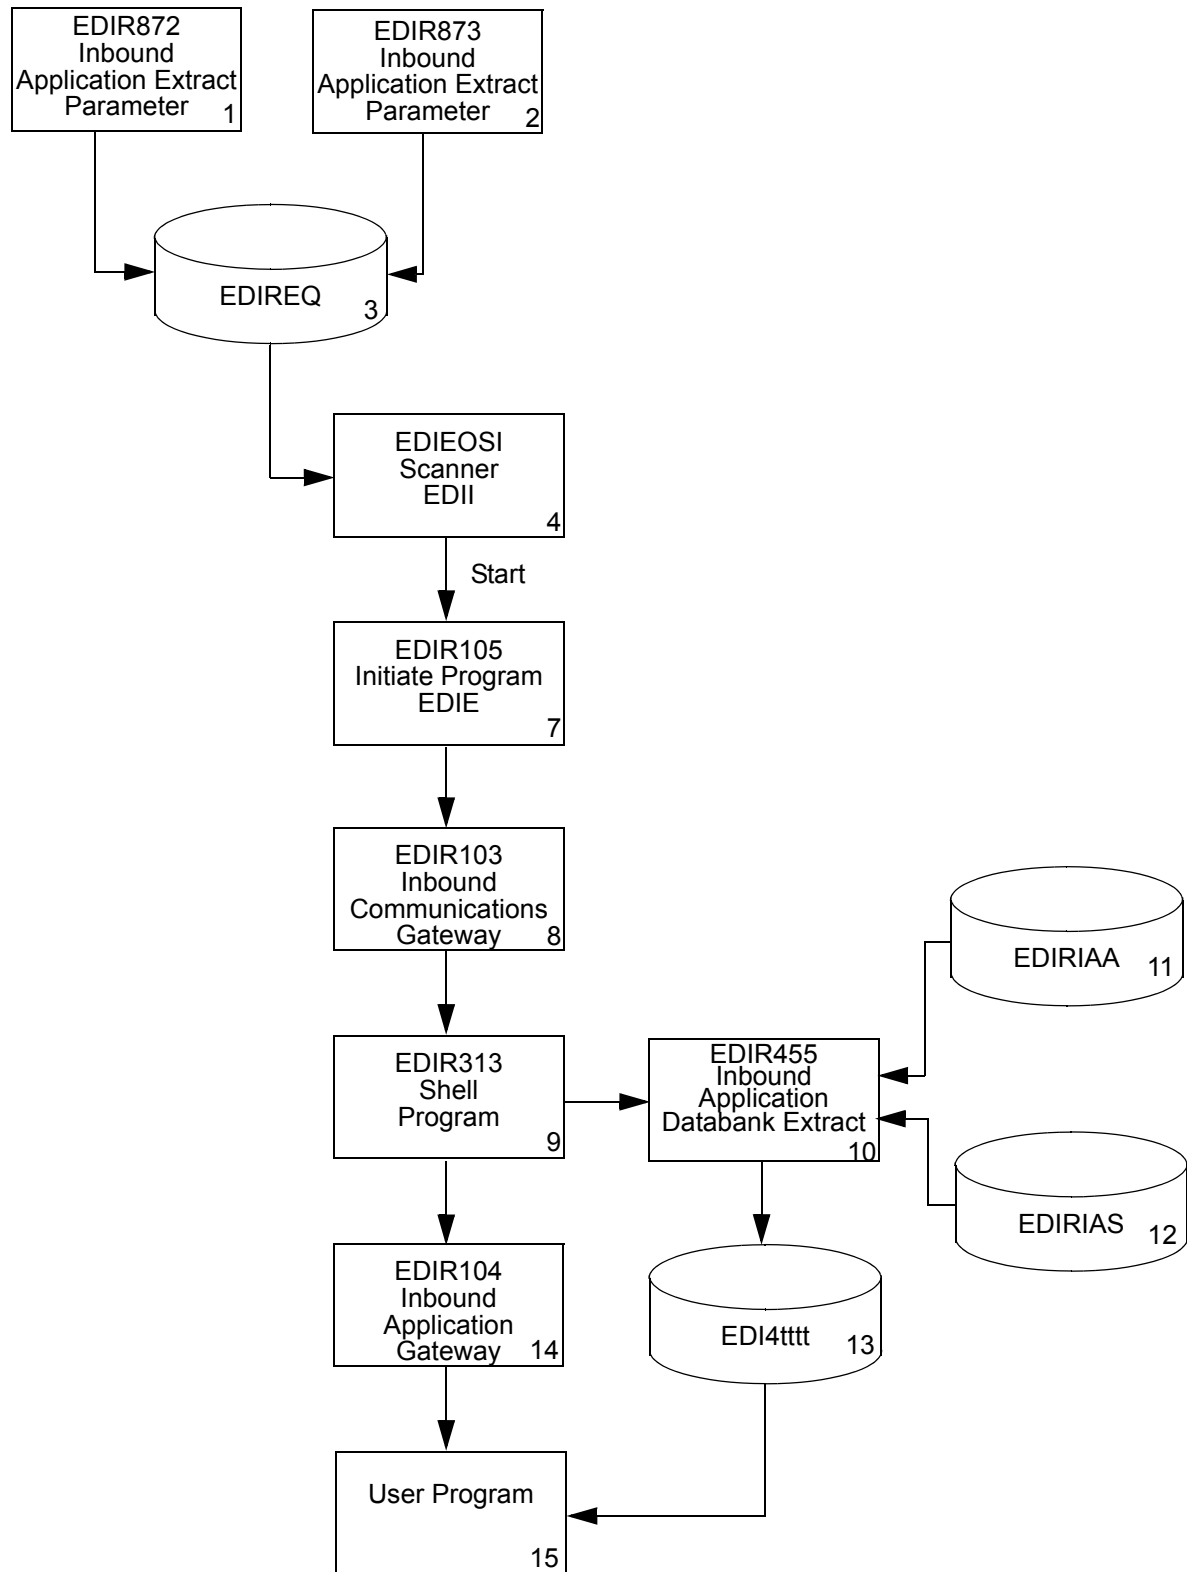 EDIR872
Inbound
Application Extract
Parameter
1
EDIR873
Inbound
Application Extract
Parameter
2
EDIREQ
3
EDIEOSI
Scanner
EDII
4
Start
EDIR105
Initiate Program
EDIE
7
EDIR103
Inbound
Communications
Gateway
8
EDIR313
Shell
Program
9
EDIR455
Inbound
Application
Databank Extract
10
EDIRIAA
11
EDIRIAS
12
EDI4tttt
13
EDIR104
Inbound
Application
Gateway
14
User Program
15